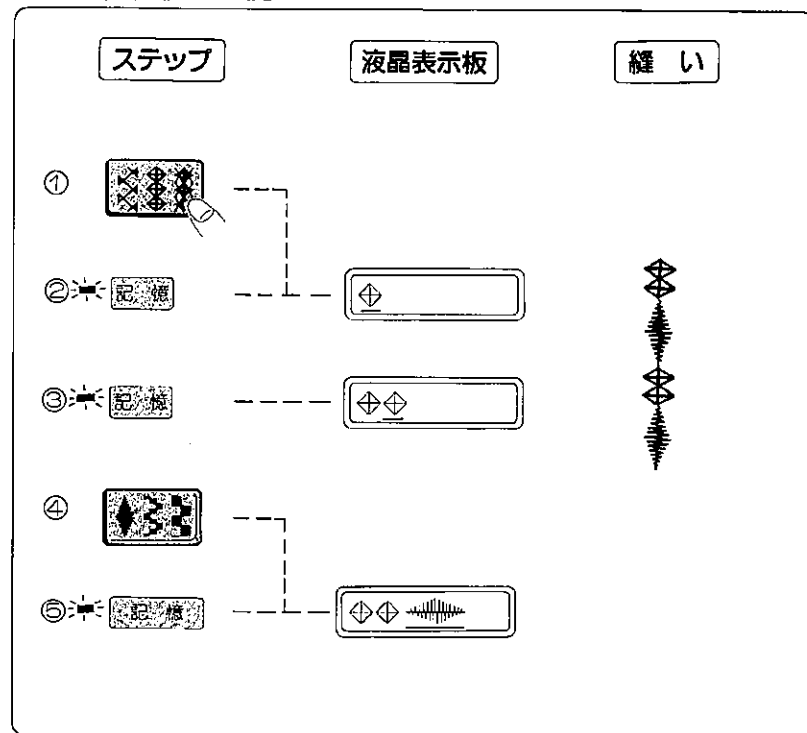 ステップ 液晶表示板 縫 い
①
② 記 憶
③ 記 憶
④
⑤ 記 憶